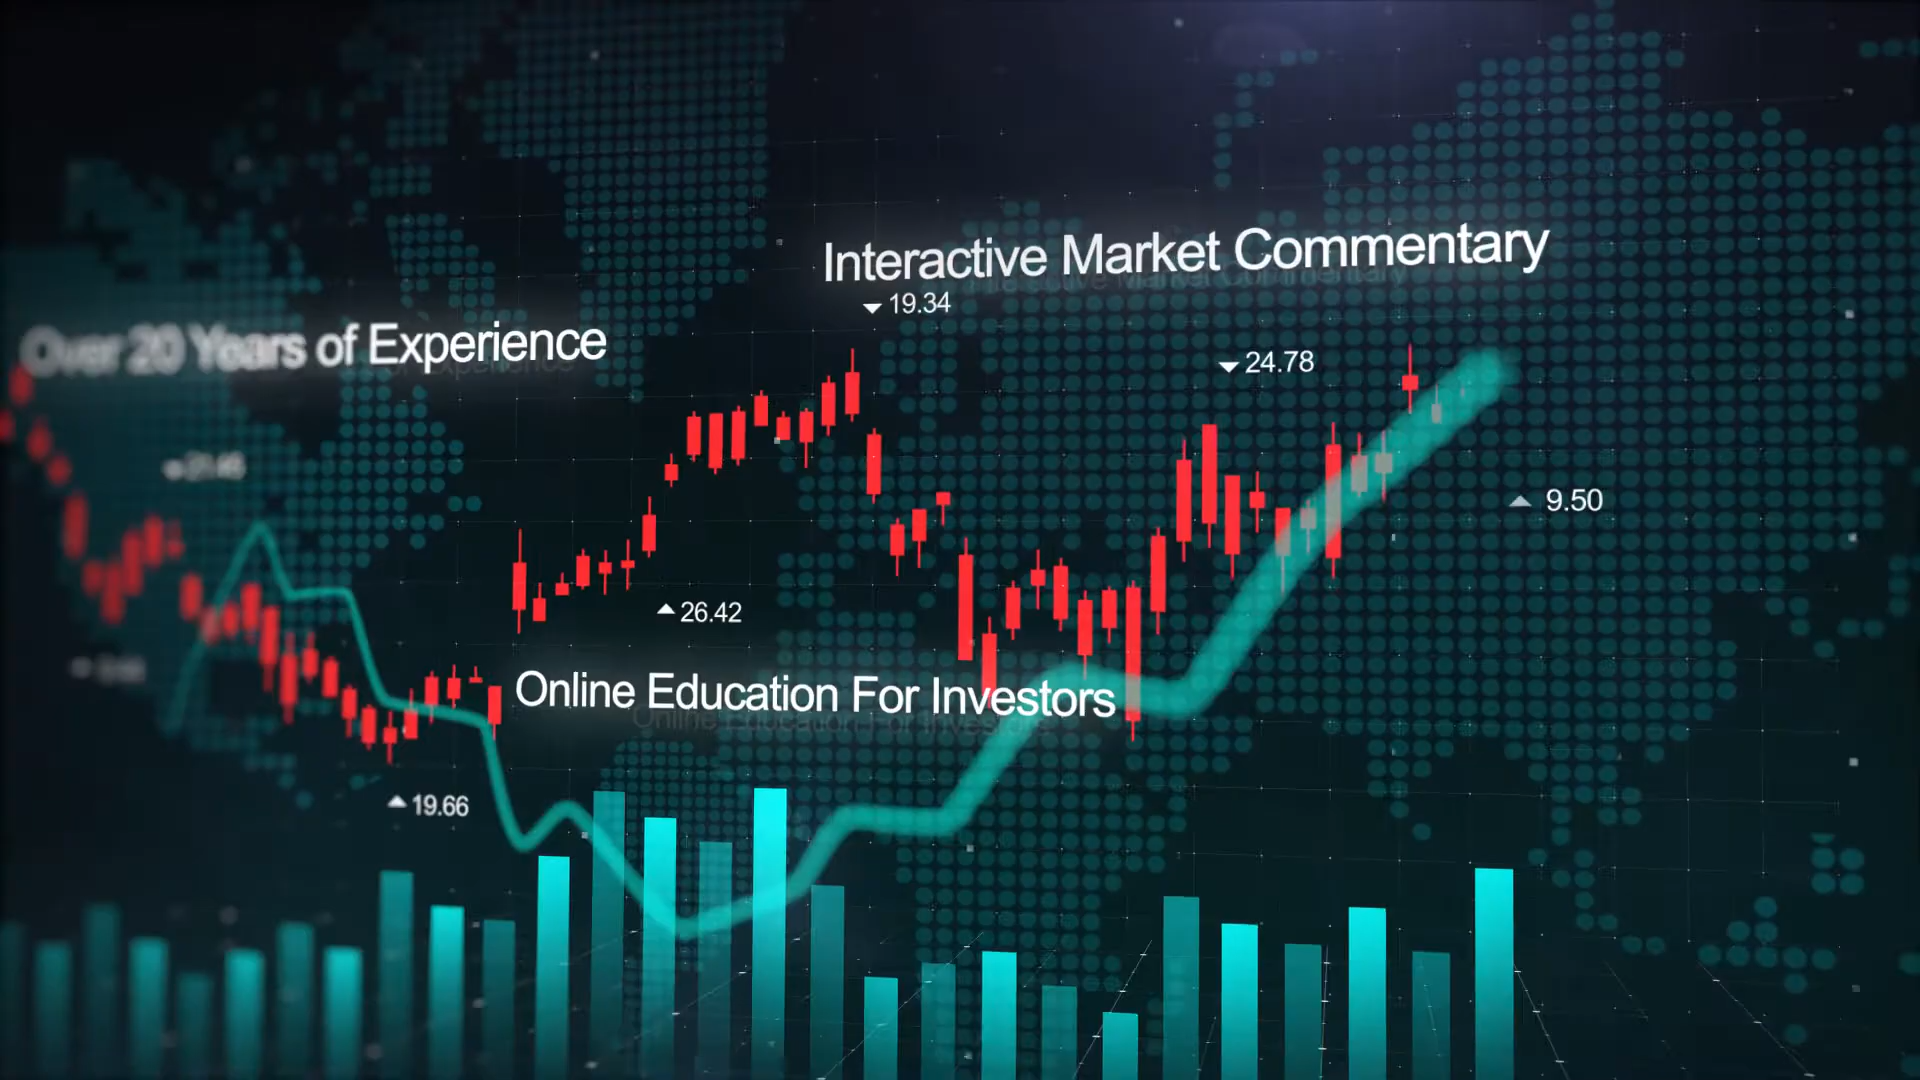 Interactive Market Commentary
▼ 19.34
Over 20 Years of Experience
▼ 24.78
▲ 9.50
▲ 26.42
Online Education For Investors
▲ 19.66